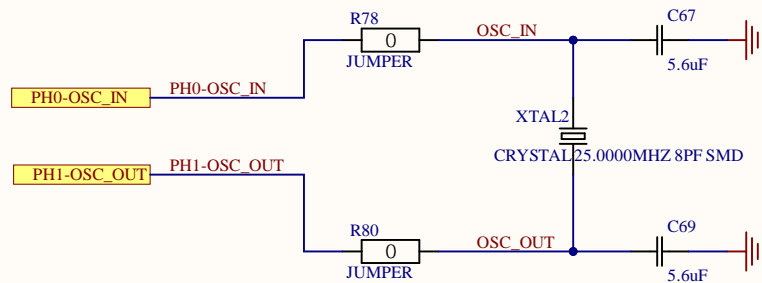 R78
0
JUMPER
OSC_IN
C67
5.6uF
PH0-OSC_IN
PH0-OSC_IN
XTAL2
CRYSTAL 25.0000MHZ 8PF SMD
PH1-OSC_OUT
PH1-OSC_OUT
R80
0
JUMPER
OSC_OUT
C69
5.6uF